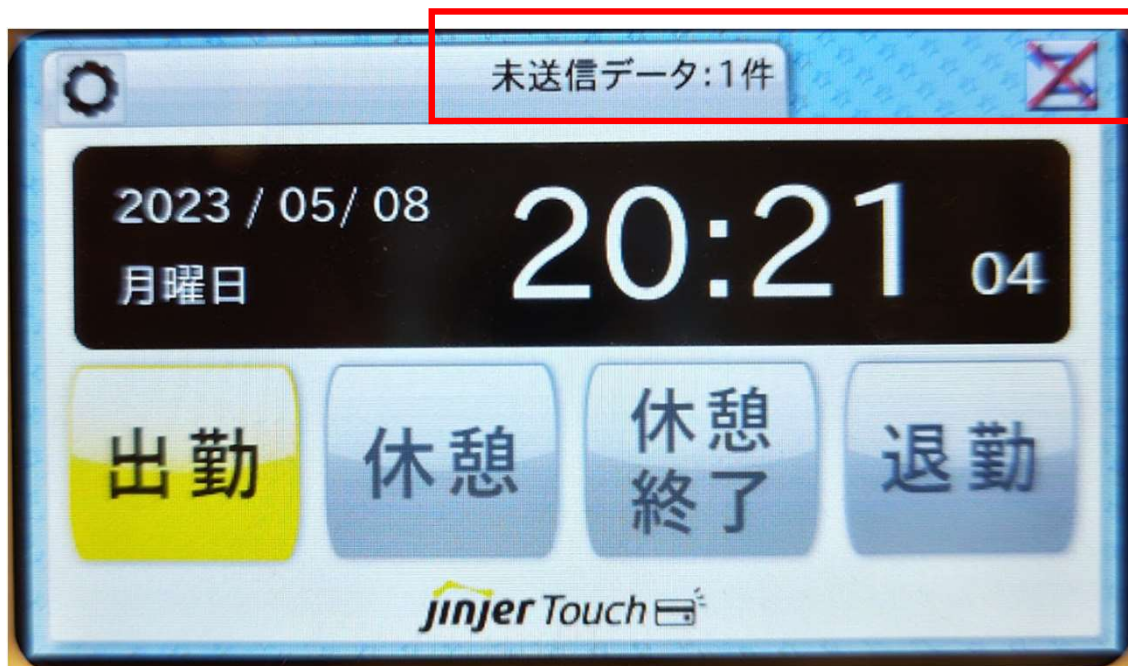 未送信データ:1件
2023 / 05/ 08
月曜日
20:21 04
出勤
休憩
休憩
終了
退勤
jinjer Touch